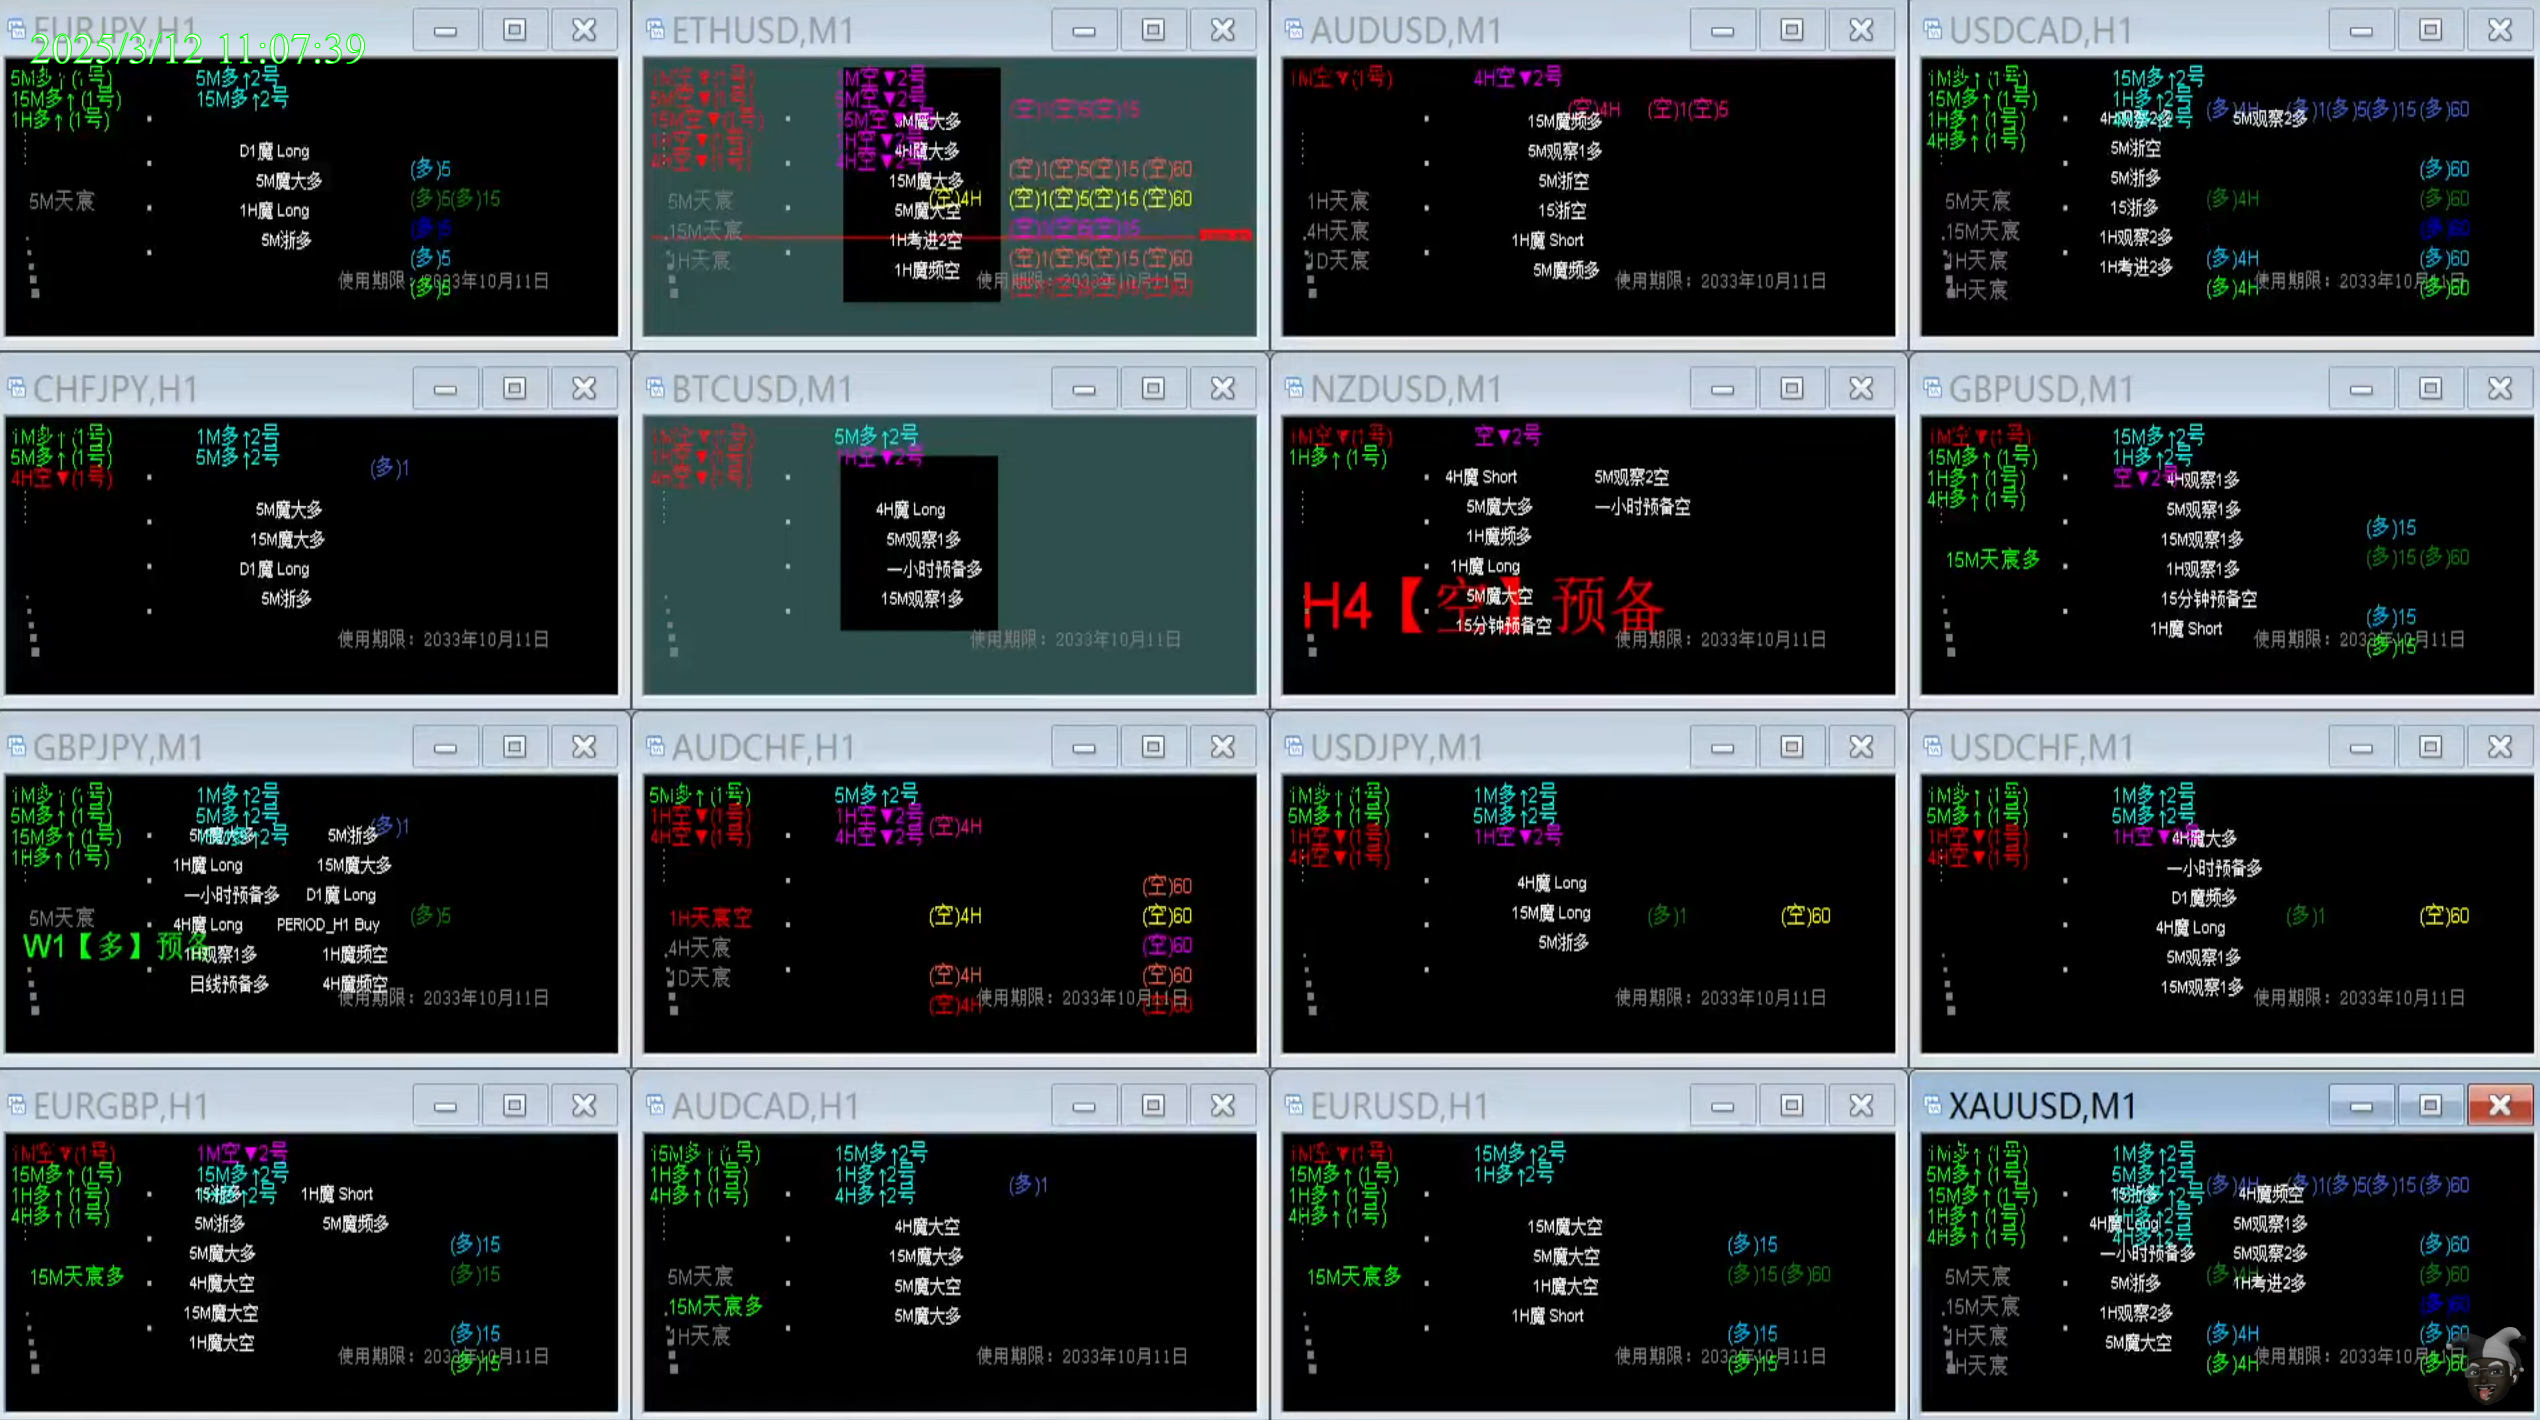 EURJPY,H1
2025/3/12 11:07:39
5M多↑(1号) 5M多↑2号
15M多↑(1号) 15M多↑2号
1H多↑(1号)
D1魔 Long
(多)5
5M魔大多
5M天宸 (多)5(多)15
1H魔 Long
(多)5
5M浙多
(多)5
使用期限：2033年10月11日
(多)5
ETHUSD,M1
1M空▼(1号) 1M空▼2号
5M空▼(1号) 5M空▼2号
(空)1(空)5(空)15
15M空▼(1号) 15M空▼2号
5M魔大多
1H空▼(1号) 1H空▼2号
4H魔大多
4H空▼(1号) 4H空▼2号
(空)1(空)5(空)15(空)60
15M魔大多
5M天宸 (空)4H (空)1(空)5(空)15(空)60
5M魔大空
15M天宸 (空)1(空)5(空)15
1H考进2空
1H天宸 (空)1(空)5(空)15(空)60
1H魔频空
使用期限：2033年10月11日
AUDUSD,M1
1M空▼(1号) 4H空▼2号
(空)4H (空)1(空)5
15M魔频多
5M观察1多
5M浙空
1H天宸
15浙空
4H天宸
1H魔 Short
1D天宸
5M魔频多
使用期限：2033年10月11日
USDCAD,H1
1M多↑(1号) 15M多↑2号
15M多↑(1号) 1H多↑2号
(多)4H (多)1(多)5(多)15(多)60
1H多↑(1号) 4H多↑2号
4H观察2多 5M观察2多
4H多↑(1号)
5M浙空
(多)60
5M浙多
5M天宸 (多)4H (多)60
15浙多
15M天宸 (多)60
1H观察2多
1H天宸 (多)4H (多)60
1H考进2多
使用期限：2033年10月11日
4H天宸 (多)4H (多)60
CHFJPY,H1
1M多↑(1号) 1M多↑2号
5M多↑(1号) 5M多↑2号
(多)1
4H空▼(1号)
5M魔大多
15M魔大多
D1魔 Long
5M浙多
使用期限：2033年10月11日
BTCUSD,M1
1M空▼(1号) 5M多↑2号
1H空▼(1号) 1H空▼2号
4H空▼(1号)
4H魔 Long
5M观察1多
一小时预备多
15M观察1多
使用期限：2033年10月11日
NZDUSD,M1
1M空▼(1号) 空▼2号
1H多↑(1号)
4H魔 Short 5M观察2空
5M魔大多 一小时预备空
1H魔频多
1H魔 Long
5M魔大空
H4【空】预备
15分钟预备空
使用期限：2033年10月11日
GBPUSD,M1
1M空▼(1号) 15M多↑2号
15M多↑(1号) 1H多↑2号
1H多↑(1号) 空▼2号
4H观察1多
4H多↑(1号)
5M观察1多
(多)15
15M观察1多
15M天宸多 (多)15(多)60
1H观察1多
15分钟预备空
(多)15
1H魔 Short
使用期限：2033年10月11日
(多)15
GBPJPY,M1
1M多↑(1号) 1M多↑2号
5M多↑(1号) 5M多↑2号
(多)1
15M多↑(1号) 15M多↑2号
5M魔大多 5M浙多
1H多↑(1号)
1H魔 Long 15M魔大多
一小时预备多 D1魔 Long
5M天宸 (多)5
4H魔 Long PERIOD_H1 Buy
W1【多】预备
1H观察1多 1H魔频空
日线预备多 4H魔频空
使用期限：2033年10月11日
AUDCHF,H1
5M多↑(1号) 5M多↑2号
1H空▼(1号) 1H空▼2号
(空)4H
4H空▼(1号) 4H空▼2号
(空)60
1H天宸空 (空)4H (空)60
4H天宸 (空)60
1D天宸 (空)4H (空)60
使用期限：2033年10月11日
(空)4H (空)60
USDJPY,M1
1M多↑(1号) 1M多↑2号
5M多↑(1号) 5M多↑2号
1H空▼(1号) 1H空▼2号
4H空▼(1号)
4H魔 Long
15M魔 Long (多)1 (空)60
5M浙多
使用期限：2033年10月11日
USDCHF,M1
1M多↑(1号) 1M多↑2号
5M多↑(1号) 5M多↑2号
1H空▼(1号) 1H空▼2号
4H魔大多
4H空▼(1号)
一小时预备多
D1魔频多
(多)1 (空)60
4H魔 Long
5M观察1多
15M观察1多
使用期限：2033年10月11日
EURGBP,H1
1M空▼(1号) 1M空▼2号
15M多↑(1号) 15M多↑2号
1H多↑(1号) 1H多↑2号
15浙多 1H魔 Short
4H多↑(1号)
5M浙多 5M魔频多
(多)15
5M魔大多
15M天宸多 (多)15
4H魔大空
15M魔大空
(多)15
1H魔大空
使用期限：2033年10月11日
(多)15
AUDCAD,H1
15M多↑(1号) 15M多↑2号
1H多↑(1号) 1H多↑2号
(多)1
4H多↑(1号) 4H多↑2号
4H魔大空
15M魔大多
5M天宸
5M魔大空
15M天宸多
5M魔大多
1H天宸
使用期限：2033年10月11日
EURUSD,H1
1M空▼(1号) 15M多↑2号
15M多↑(1号) 1H多↑2号
1H多↑(1号)
4H多↑(1号)
15M魔大空
(多)15
5M魔大空
15M天宸多 (多)15(多)60
1H魔大空
1H魔 Short
(多)15
使用期限：2033年10月11日
(多)15
XAUUSD,M1
1M多↑(1号) 1M多↑2号
5M多↑(1号) 5M多↑2号
(多)4H (多)1(多)5(多)15(多)60
15M多↑(1号) 15M多↑2号
15浙多 4H魔频空
1H多↑(1号) 1H多↑2号
4H魔 Long 5M观察1多
4H多↑(1号) 4H多↑2号
(多)60
一小时预备多 5M观察2多
5M天宸 (多)4H (多)60
5M浙多 1H考进2多
15M天宸 (多)60
1H观察2多
1H天宸 (多)4H (多)60
5M魔大空
使用期限：2033年10月11日
4H天宸 (多)4H (多)60